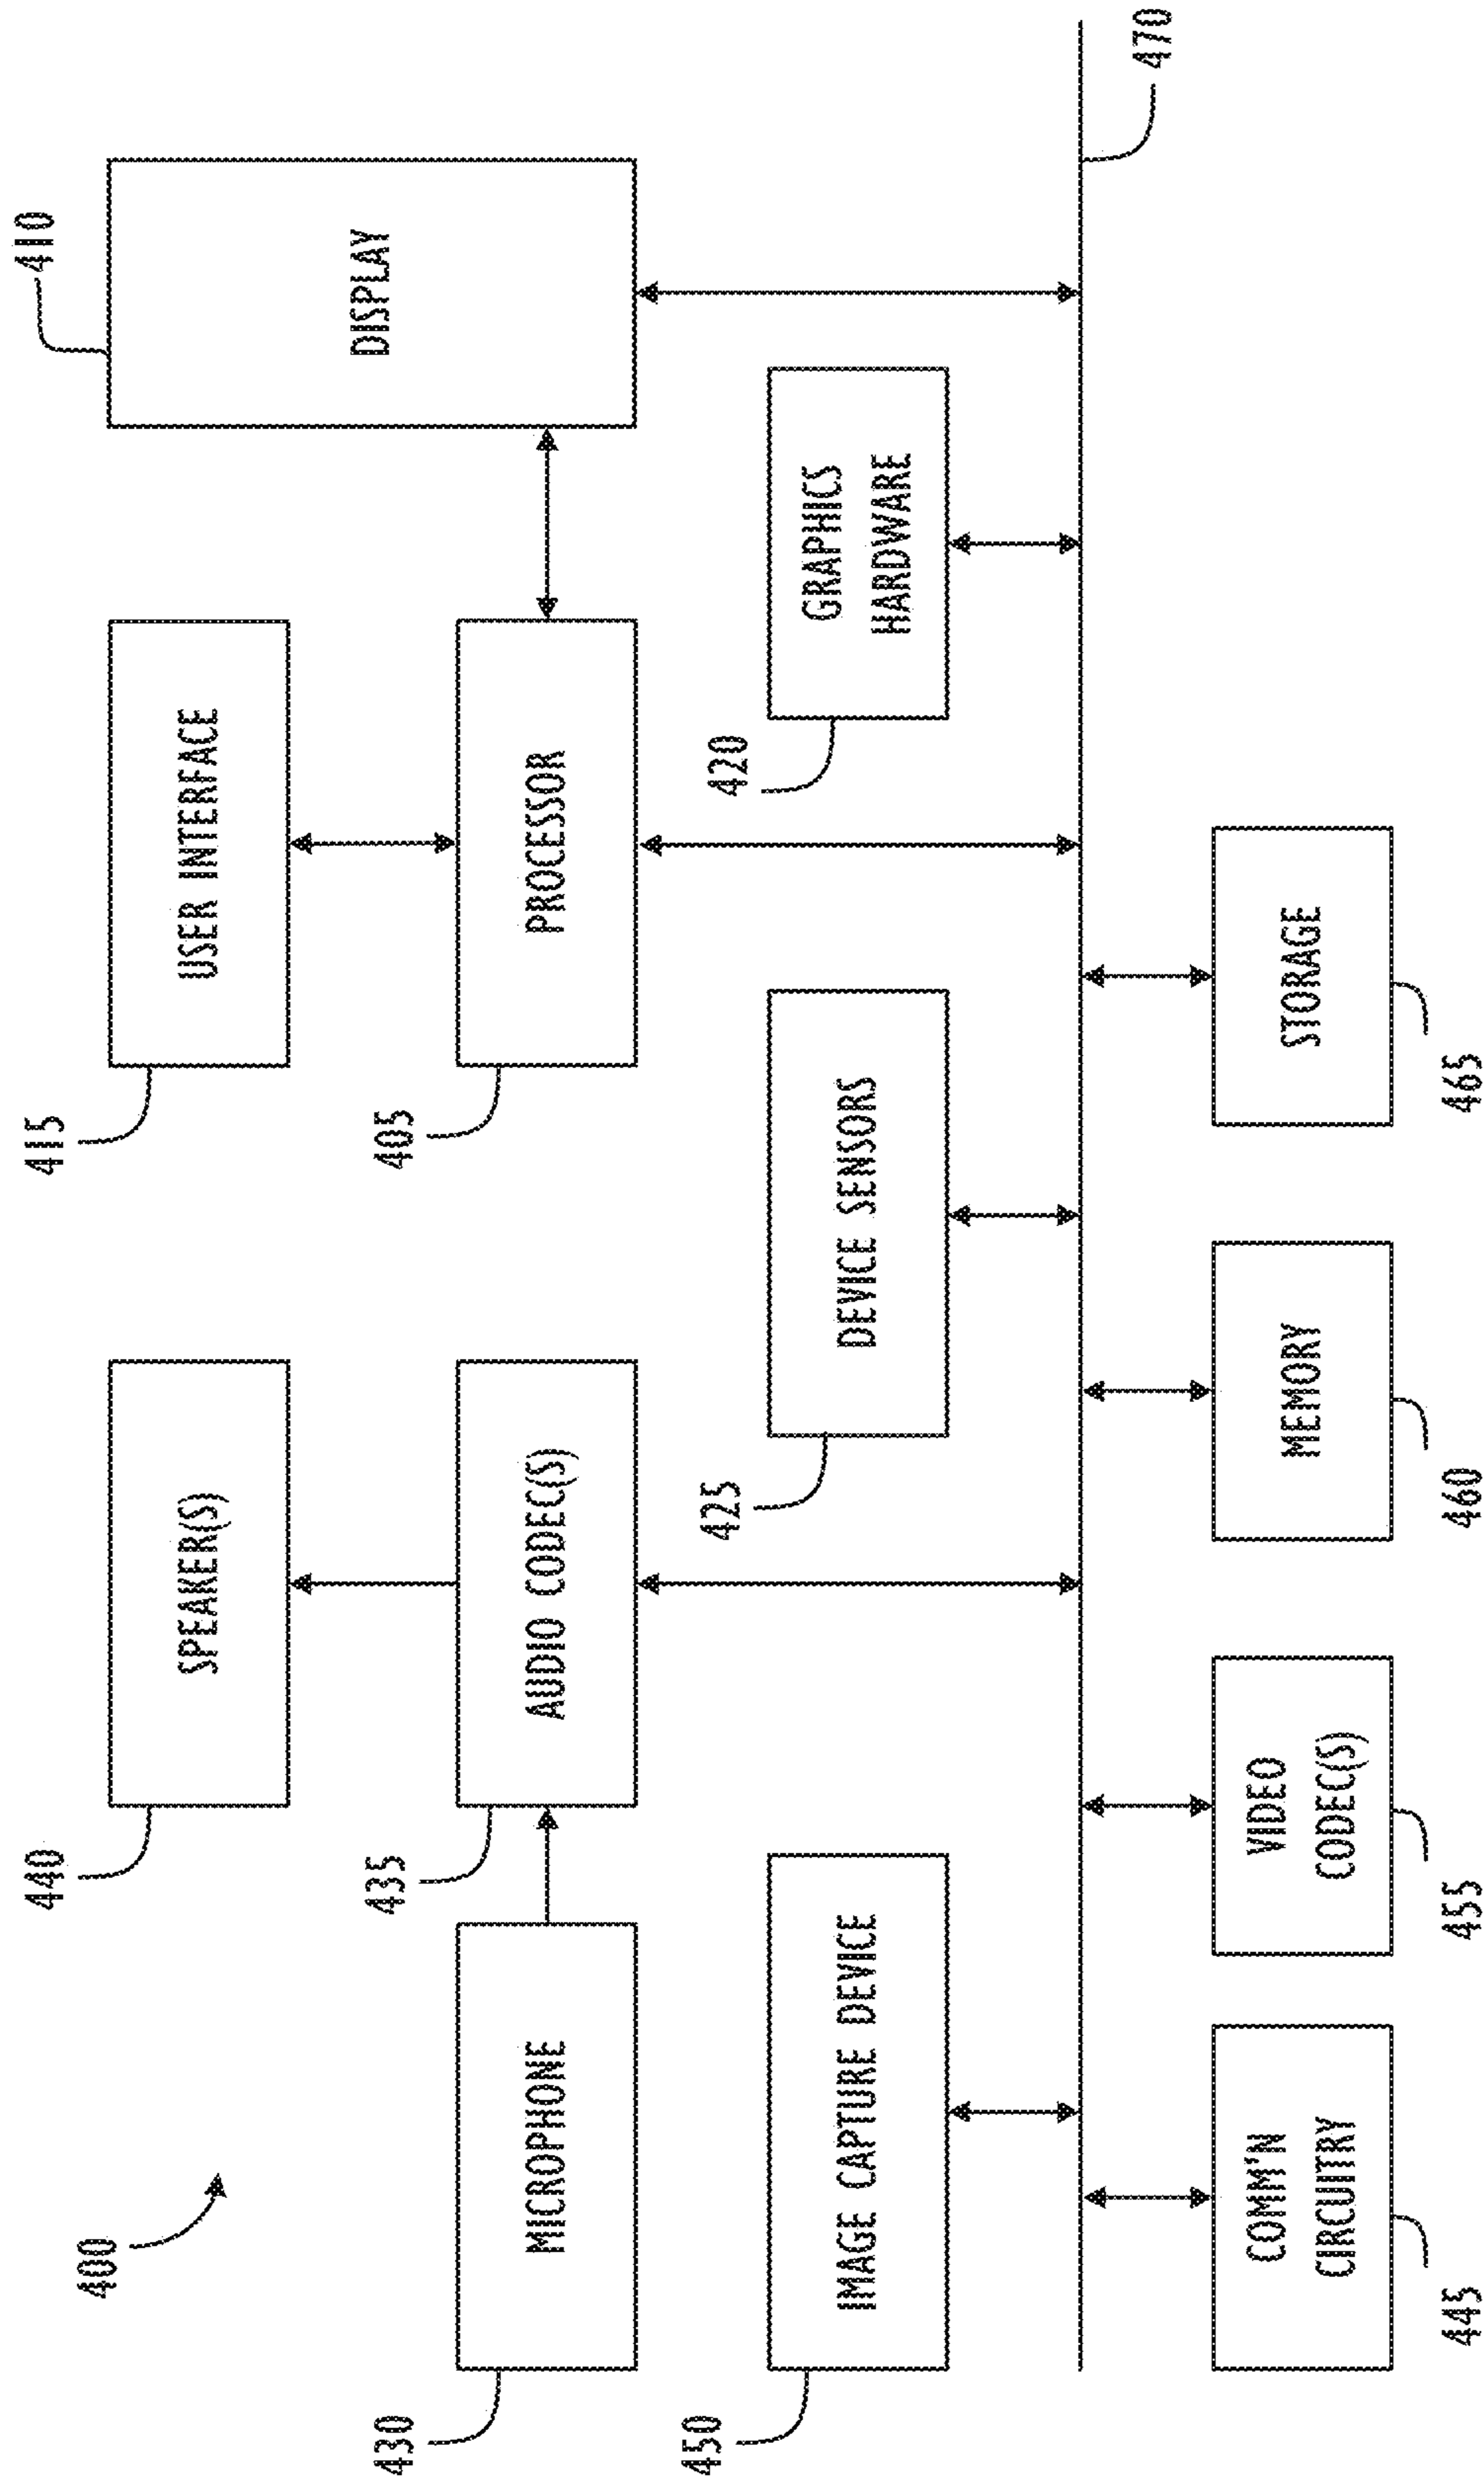 400
440
SPEAKER(S)
415
USER INTERFACE
410
DISPLAY
430
MICROPHONE
435
AUDIO CODEC(S)
405
PROCESSOR
450
IMAGE CAPTURE DEVICE
425
DEVICE SENSORS
420
GRAPHICS
HARDWARE
470
COMM'N
CIRCUITRY
445
VIDEO
CODEC(S)
455
MEMORY
460
STORAGE
465